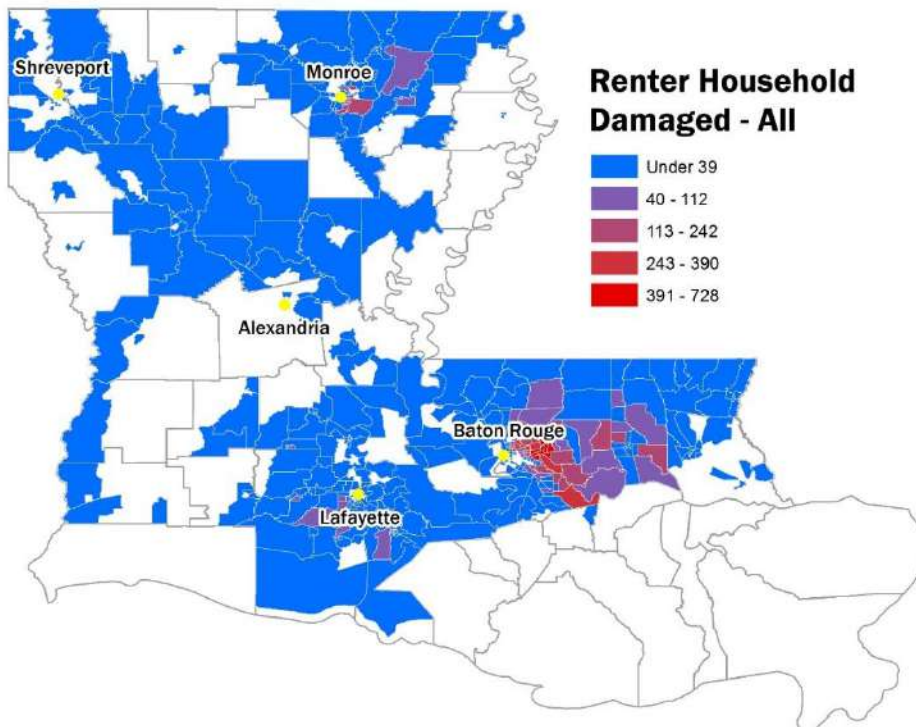 Shreveport
Monroe
Renter Household
Damaged - All
Under 39
40 - 112
113 - 242
243 - 390
391 - 728
Alexandria
Baton Rouge
Lafayette